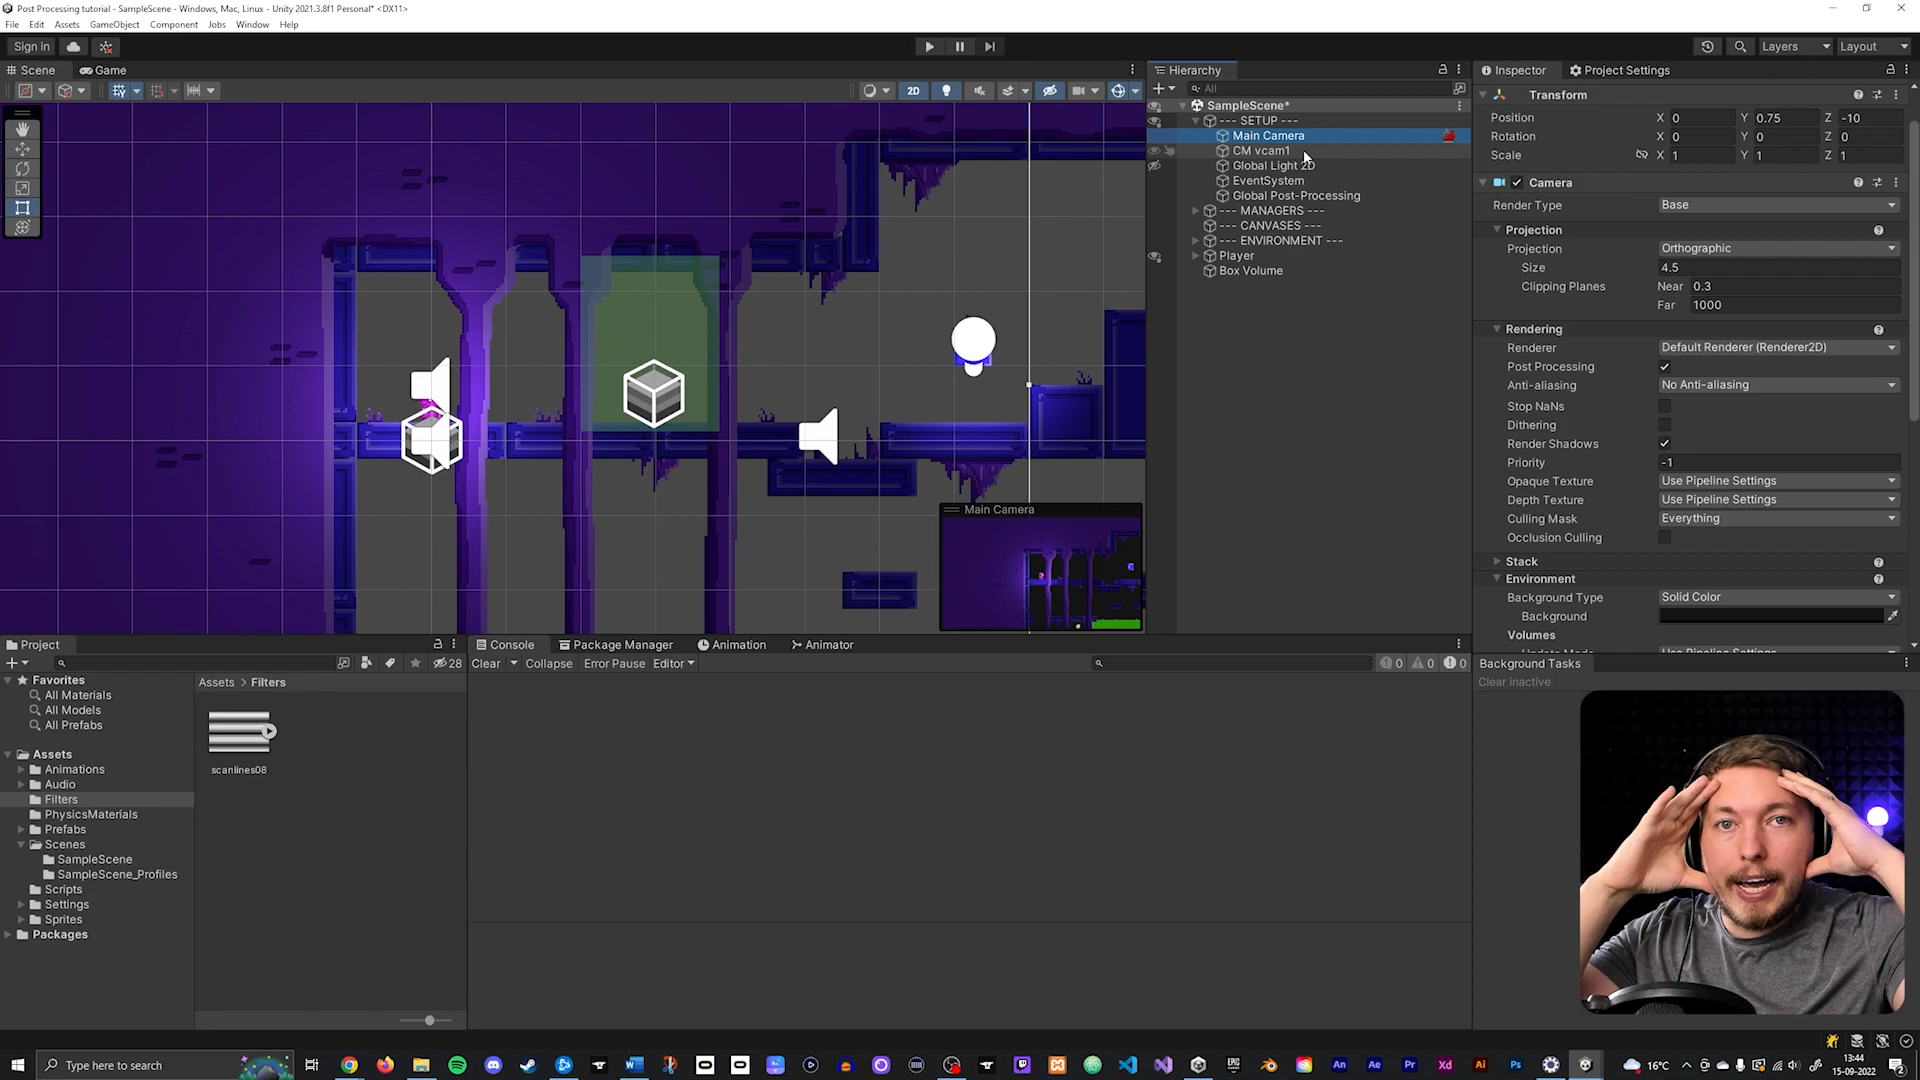 Post Processing tutorial - SampleScene - Windows, Mac, Linux - Unity 2021.3.8f1 Personal* <DX11>
File Edit Assets GameObject Component Jobs Window Help
Sign in
Layers
Layout
Scene
Game
2D
Main Camera
Hierarchy
All
SampleScene*
--- SETUP ---
Main Camera
CM vcam1
Global Light 2D
EventSystem
Global Post-Processing
--- MANAGERS ---
--- CANVASES ---
--- ENVIRONMENT ---
Player
Box Volume
Inspector
Project Settings
Transform
Position X 0 Y 0.75 Z -10
Rotation X 0 Y 0 Z 0
Scale X 1 Y 1 Z 1
Camera
Render Type Base
Projection
Projection Orthographic
Size 4.5
Clipping Planes Near 0.3
Far 1000
Rendering
Renderer Default Renderer (Renderer2D)
Post Processing
Anti-aliasing No Anti-aliasing
Stop NaNs
Dithering
Render Shadows
Priority -1
Opaque Texture Use Pipeline Settings
Depth Texture Use Pipeline Settings
Culling Mask Everything
Occlusion Culling
Stack
Environment
Background Type Solid Color
Background
Volumes
Background Tasks
Clear inactive
Project
28
Favorites
All Materials
All Models
All Prefabs
Assets
Animations
Audio
Filters
PhysicsMaterials
Prefabs
Scenes
SampleScene
SampleScene_Profiles
Scripts
Settings
Sprites
Packages
Assets > Filters
scanlines08
Console
Package Manager
Animation
Animator
Clear
Collapse
Error Pause
Editor
0
0
0
Type here to search
16°C
13:44
15-09-2022